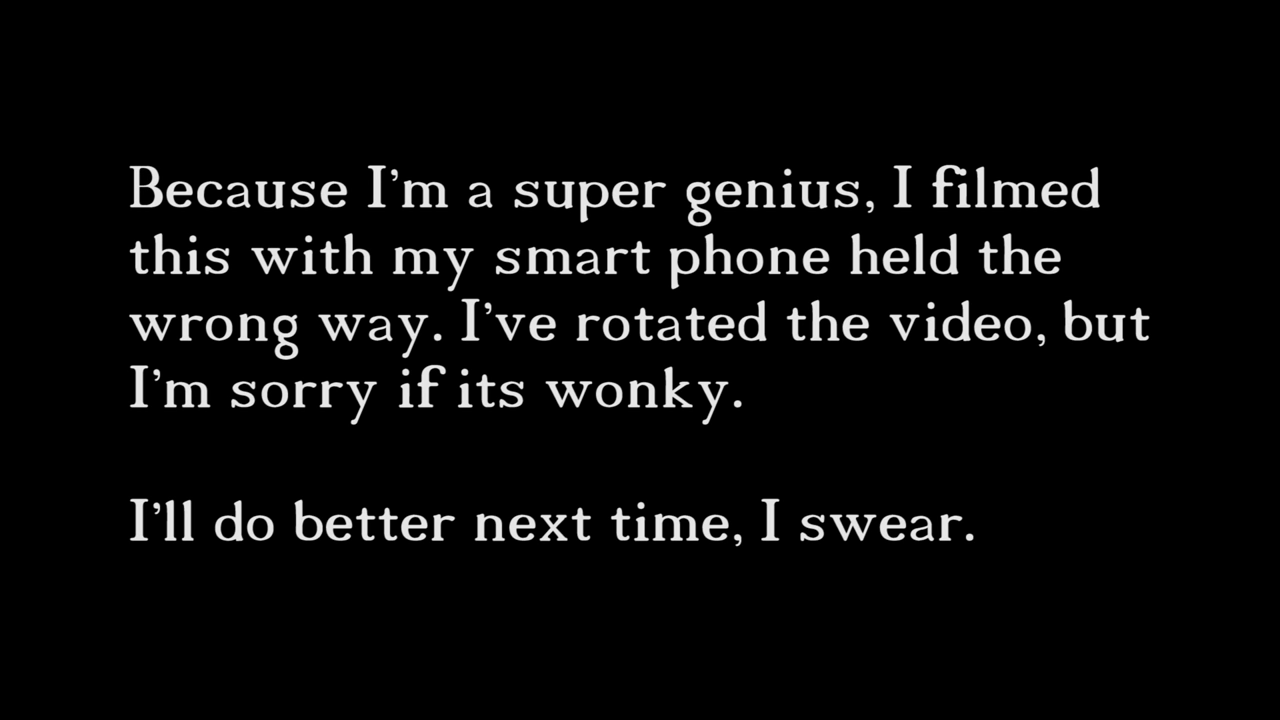 Because I’m a super genius, I filmed
this with my smart phone held the
wrong way. I’ve rotated the video, but
I’m sorry if its wonky.
I’ll do better next time, I swear.